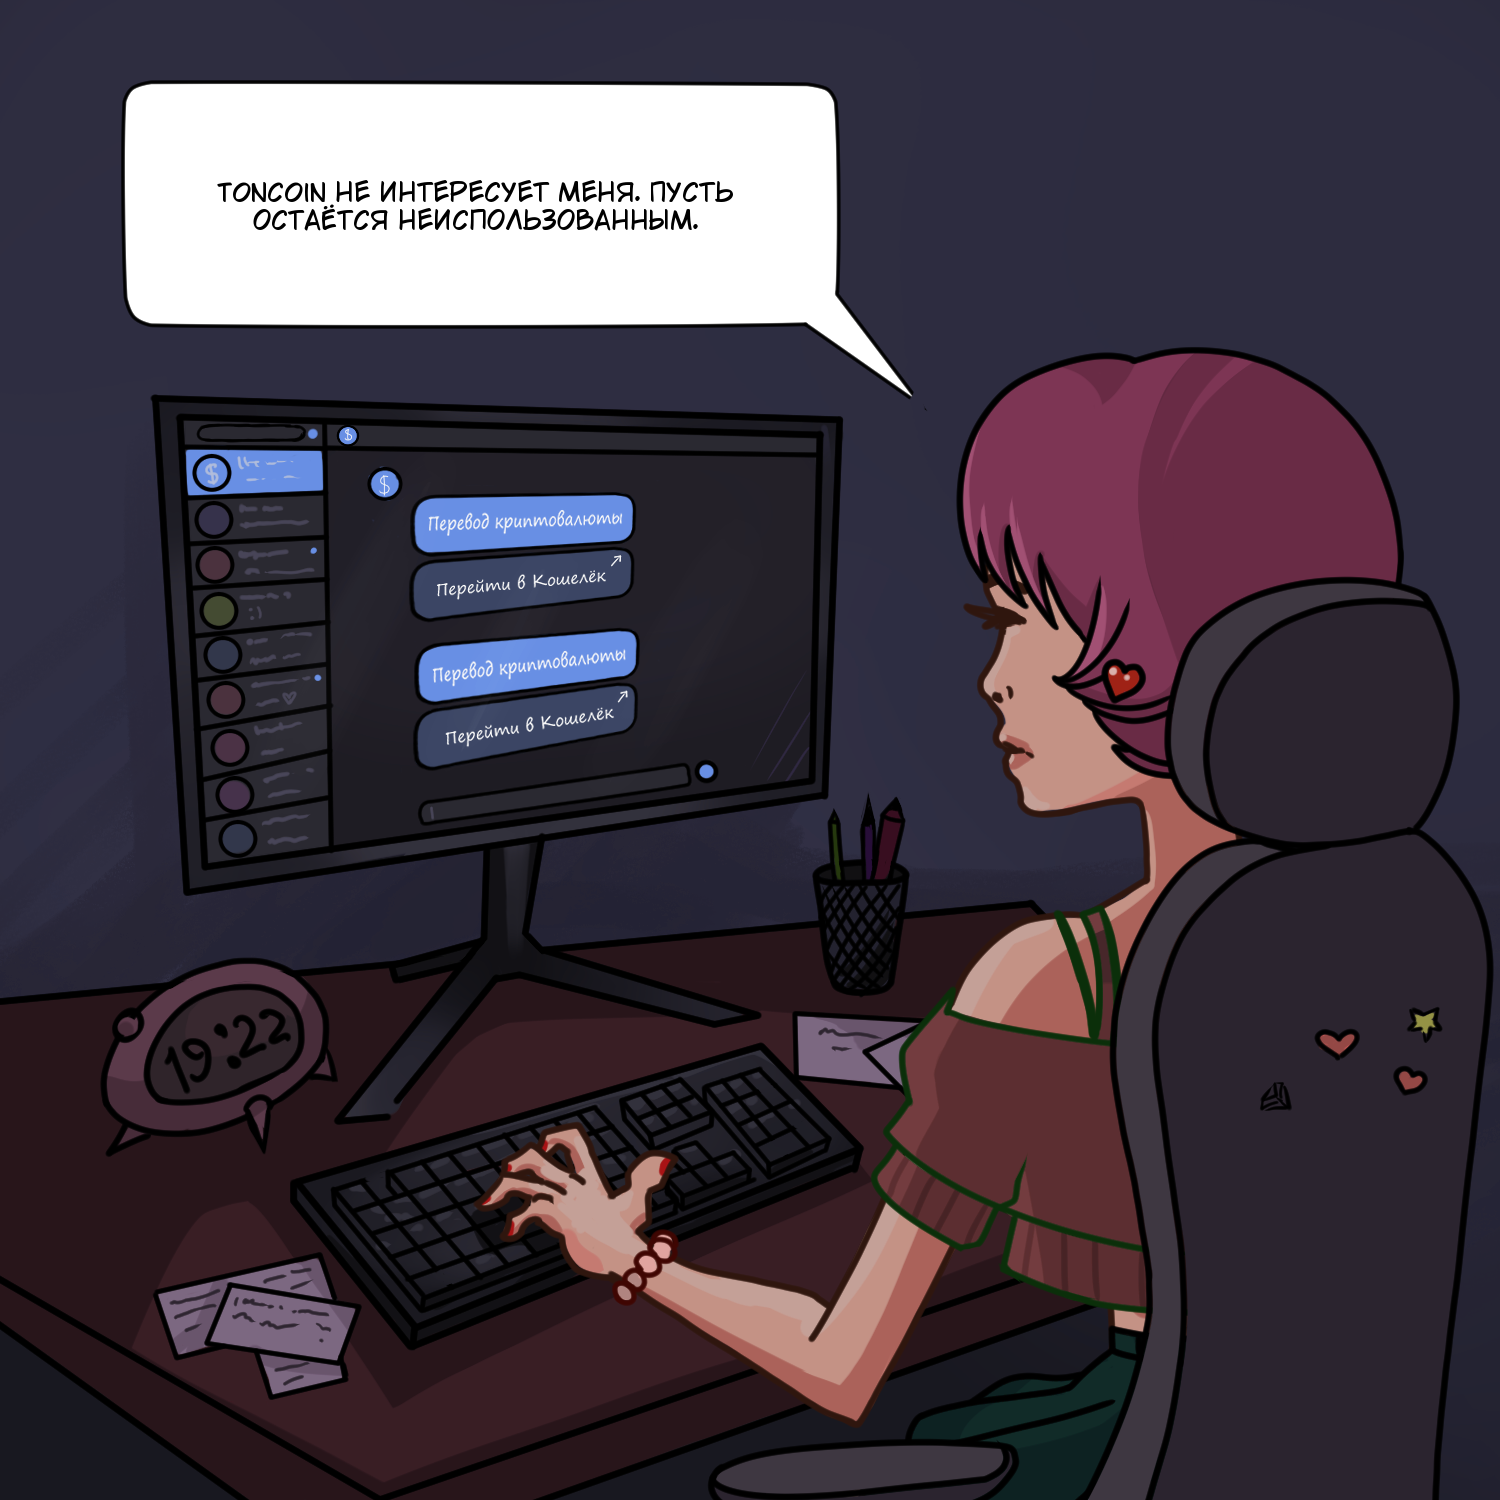 TONCOIN НЕ ИНТЕРЕСУЕТ МЕНЯ. ПУСТЬ
ОСТАЁТСЯ НЕИСПОЛЬЗОВАННЫМ.
$
$
$
Перевод криптовалюты
Перейти в Кошелёк
:)
Перевод криптовалюты
Перейти в Кошелёк
19:22